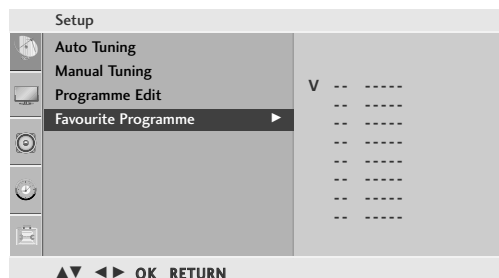 Setup
Auto Tuning
Manual Tuning
Programme Edit
Favourite Programme ►
V -- -----
-- -----
-- -----
-- -----
-- -----
-- -----
-- -----
-- -----
▲▼ ◄► OK RETURN